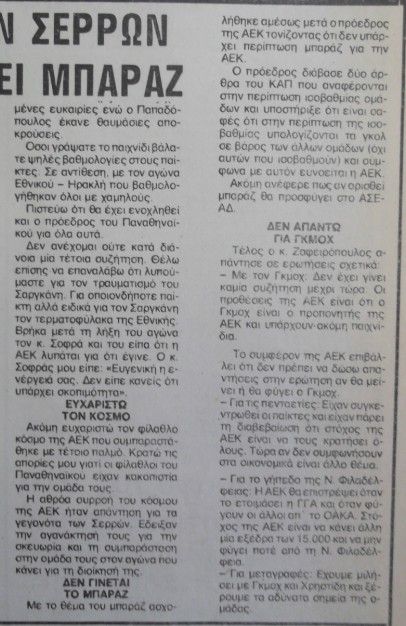 Ν ΣΕΡΡΩΝ
ΕΙ ΜΠΑΡΑΖ
μένες ευκαιρίες ενώ ο Παπαδό-
πουλος έκανε θαυμάσιες απο-
κρούσεις.
Οσοι γράψατε το παιχνίδι βάλα-
τε ψηλές βαθμολογίες στους παί-
κτες. Σε αντίθεση, με τον αγώνα
Εθνικού – Ηρακλή που βαθμολο-
γήθηκαν όλοι με χαμηλούς.
Πιστεύω ότι θα έχει ενοχληθεί
και ο πρόεδρος του Παναθηναϊ-
κού για όλα αυτά.
Δεν ανέχομαι ούτε κατά διά-
νοια μία τέτοια συζήτηση. Θέλω
επίσης να επαναλάβω ότι λυπού-
μαστε για τον τραυματισμό του
Σαργκάνη. Για οποιονδήποτε παί-
κτη αλλά ειδικά για τον Σαργκάνη
τον τερματοφύλακα της Εθνικής.
Βρήκα μετά τη λήξη του αγώνα
τον κ. Σοφρά και του είπα ότι η
ΑΕΚ λυπάται για ότι έγινε. Ο κ.
Σοφράς μου είπε: «Ευγενική η
ενέργειά σας. Δεν είπε κανείς ότι
υπάρχει σκοπιμότητα».
ΕΥΧΑΡΙΣΤΩ
ΤΟΝ ΚΟΣΜΟ
Ακόμη ευχαριστώ τον φίλαθλο
κόσμο της ΑΕΚ που συμπαραστά-
θηκε με τέτοιο παλμό. Κρατώ τις
απορίες μου γιατί οι φίλαθλοι του
Παναθηναϊκού είχαν κακοπιστία
για την ομάδα τους.
Η αθρόα συρροή του κόσμου
της ΑΕΚ ήταν απάντηση για τα
γεγονότα των Σερρών. Εδειξαν
την αγανάκτησή τους για την
σκευωρία και τη συμπαράσταση
στην ομάδα τους στον αγώνα που
κάνει για τη διοίκησή της.
ΔΕΝ ΓΙΝΕΤΑΙ
ΤΟ ΜΠΑΡΑΖ
Με το θέμα του μπαράζ ασχο-
λήθηκε αμέσως μετά ο πρόεδρος
της ΑΕΚ τονίζοντας ότι δεν υπάρ-
χει περίπτωση μπαράζ για την
ΑΕΚ.
Ο πρόεδρος διάβασε δύο άρ-
θρα του ΚΑΠ που αναφέρονται
στην περίπτωση ισοβαθμίας ομά-
δων και υποστήριξε ότι είναι σα-
φές ότι στην περίπτωση της ισο-
βαθμίας υπολογίζονται τα γκολ
σε βάρος των άλλων ομάδων (όχι
αυτών που ισοβαθμούν) και σύμ-
φωνα με αυτόν ευνοείται η ΑΕΚ.
Ακόμη ανέφερε πως αν ορισθεί
μπαράζ θα προσφύγει στο ΑΣΕ-
ΑΔ.
ΔΕΝ ΑΠΑΝΤΩ
ΓΙΑ ΓΚΜΟΧ
Τέλος ο κ. Ζαφειρόπουλος α-
πάντησε σε ερωτήσεις σχετικά:
– Με τον Γκμοχ: Δεν έχει γίνει
καμία συζήτηση μέχρι τώρα. Οι
προθέσεις της ΑΕΚ είναι ότι ο
Γκμοχ είναι ο προπονητής της
ΑΕΚ και υπάρχουν ακόμη παιχνί-
δια.
Το συμφέρον της ΑΕΚ επιβάλ-
λει ότι δεν πρέπει να δώσω απα-
ντήσεις στην ερώτηση αν θα μεί-
νει ή θα φύγει ο Γκμοχ.
– Για τις πενταετίες: Είχαν συγκε-
ντρωθεί οι παίκτες και είχαν πάρει
τη διαβεβαίωση ότι στόχος της
ΑΕΚ είναι να τους κρατήσει ό-
λους. Τώρα αν δεν συμφωνήσουν
στα οικονομικά είναι άλλο θέμα.
– Για το γήπεδο της Ν. Φιλαδέλ-
φειας: Η ΑΕΚ θα επιστρέψει όταν
το ετοιμάσει η ΓΓΑ και όταν φύ-
γουν οι άλλοι απ' το ΟΑΚΑ. Στό-
χος της ΑΕΚ είναι να κάνει άλλη
μία εξέδρα των 15.000 και να μην
φύγει ποτέ από τη Ν. Φιλαδέλ-
φεια.
– Για μεταγραφές: Εχουμε μιλή-
σει με Γκμοχ και Χρηστίδη και ξέ-
ρουμε τα αδύνατα σημεία της ο-
μάδας.